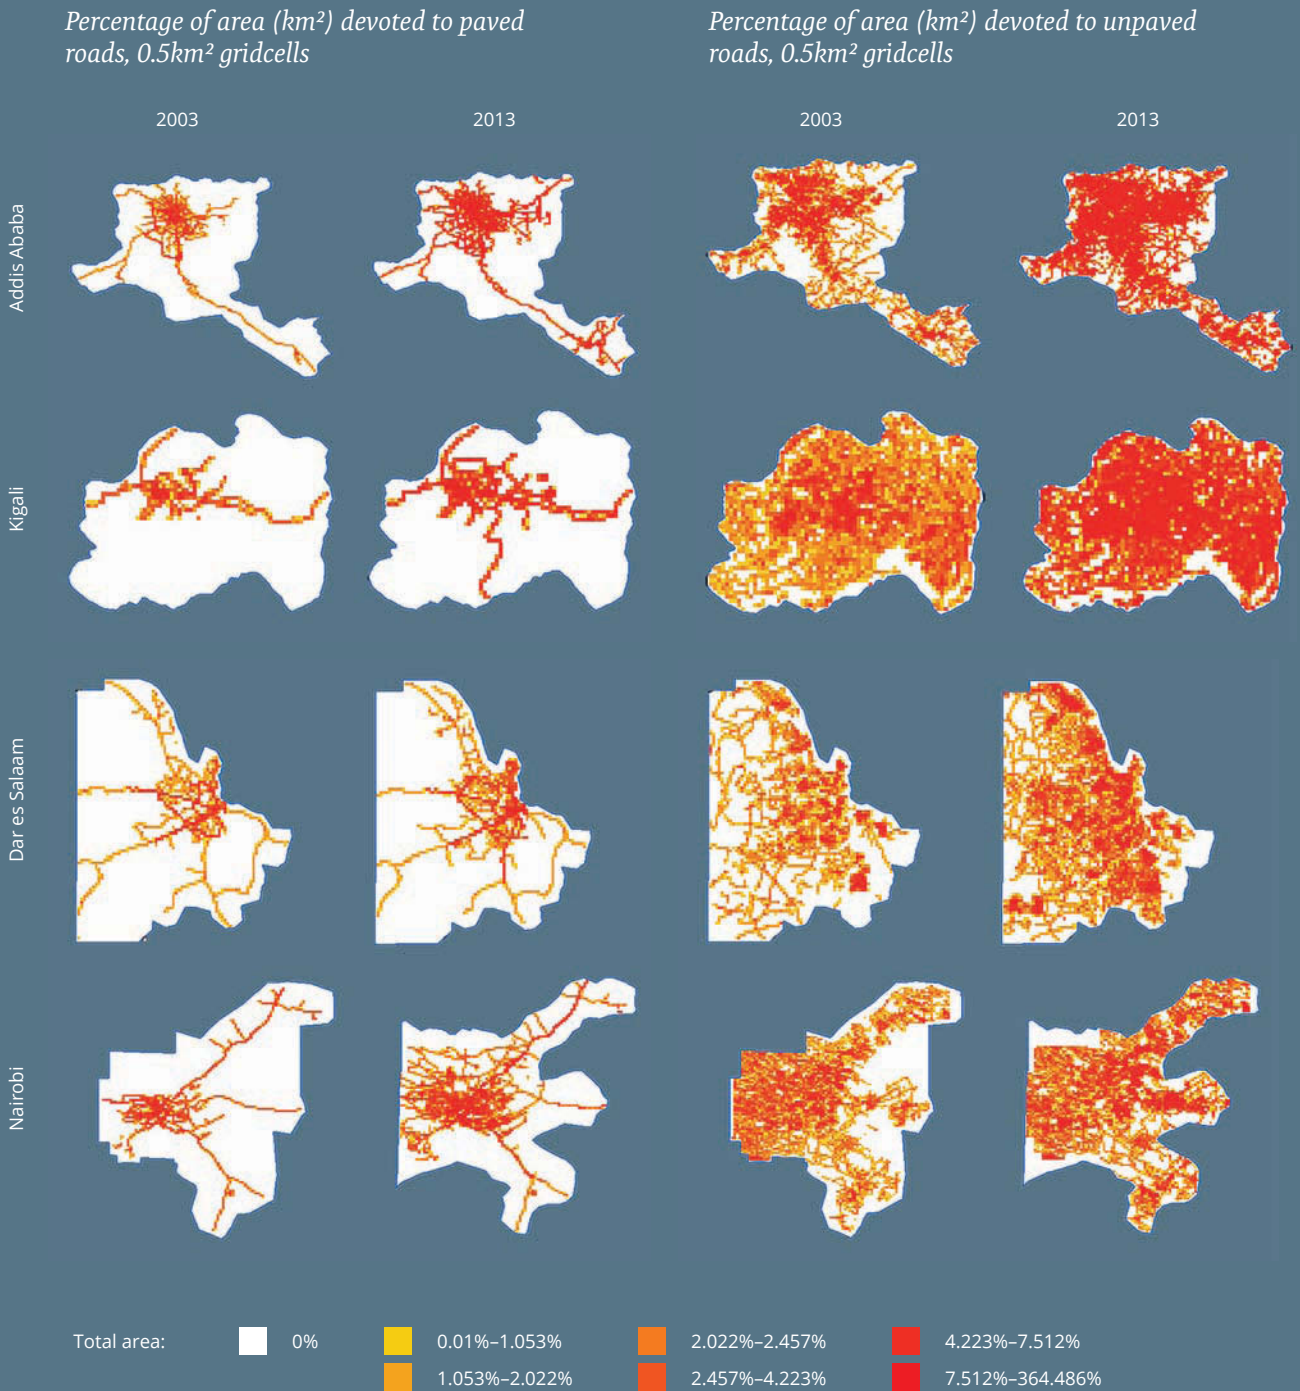 Percentage of area (km²) devoted to paved
roads, 0.5km² gridcells
Percentage of area (km²) devoted to unpaved
roads, 0.5km² gridcells
2003
2013
2003
2013
Addis Ababa
Kigali
Dar es Salaam
Nairobi
Total area:
0%
0.01%–1.053%
1.053%–2.022%
2.022%–2.457%
2.457%–4.223%
4.223%–7.512%
7.512%–364.486%